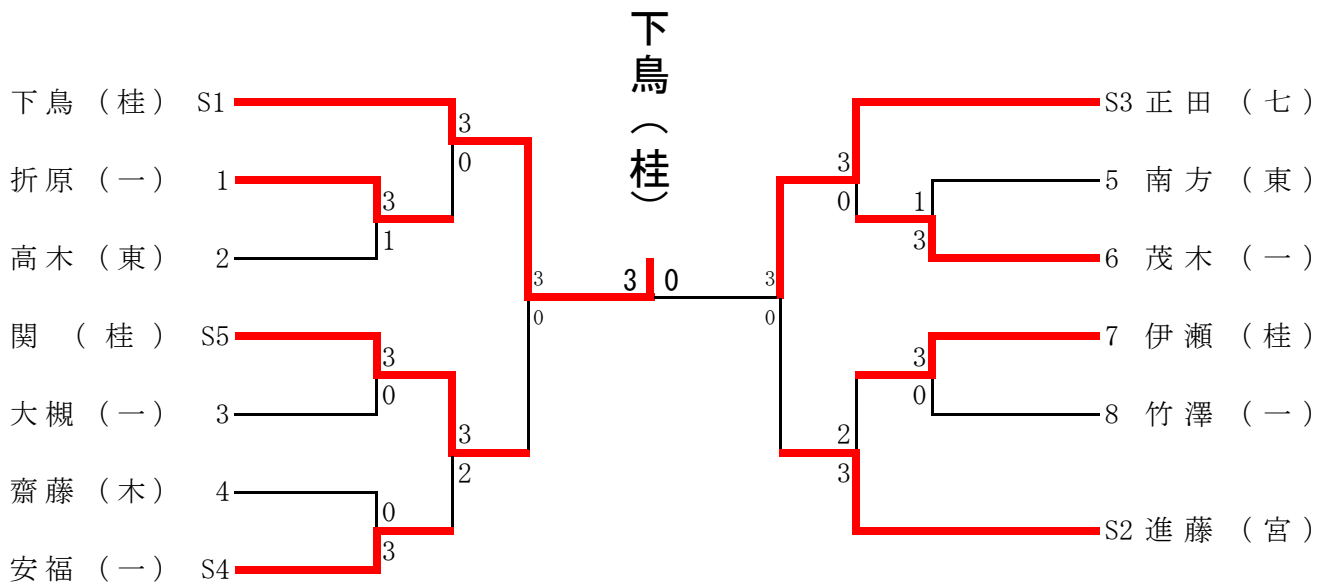 下鳥（桂）
下鳥（桂） S1
折原（一） 1
高木（東） 2
関（桂） S5
大槻（一） 3
齋藤（木） 4
安福（一） S4
3
0
3
1
3
0
3
2
0
3
3
0
3 0
3
0
3
0
1
3
3
0
2
3
S3 正田（七）
5 南方（東）
6 茂木（一）
7 伊瀬（桂）
8 竹澤（一）
S2 進藤（宮）